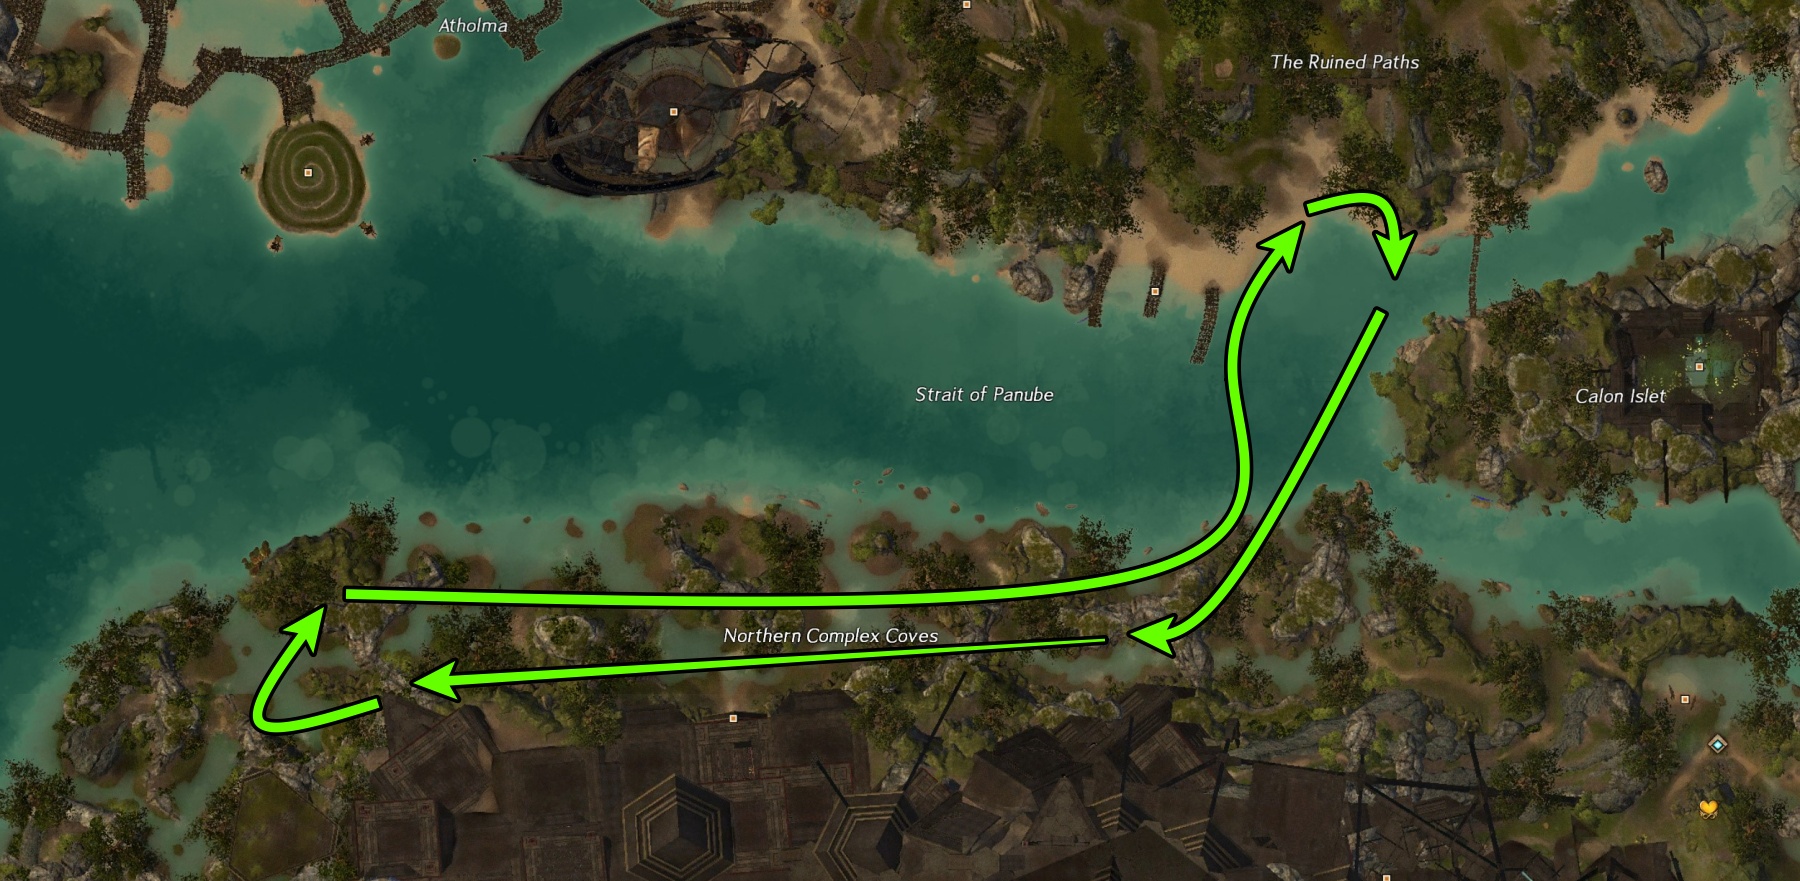 Atholma
The Ruined Paths
Strait of Panube
Calon Islet
Northern Complex Coves